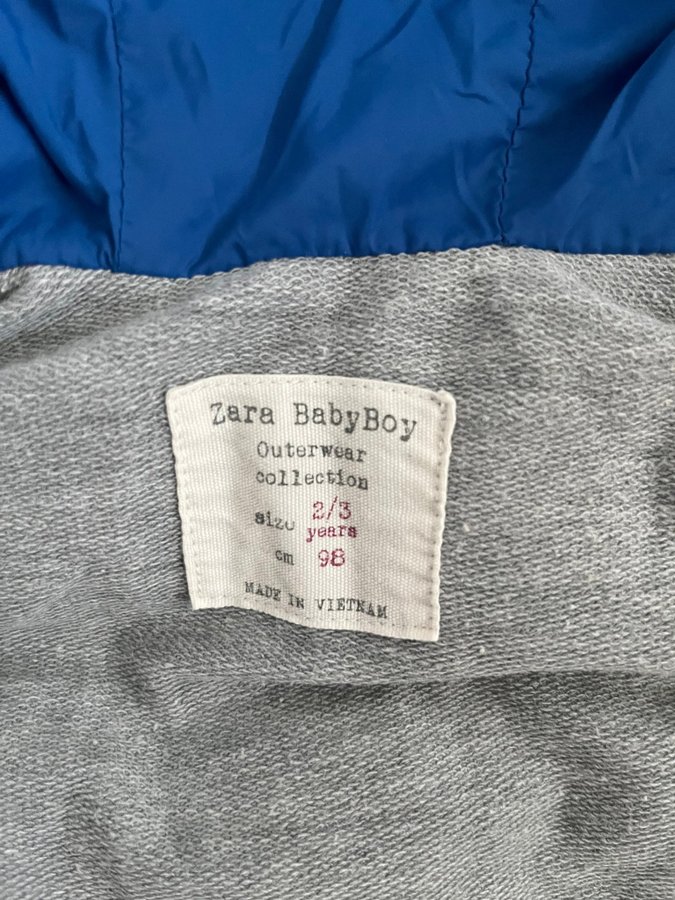 Zara BabyBoy
Outerwear
collection
size 2/3
years
cm 98
MADE IN VIETNAM